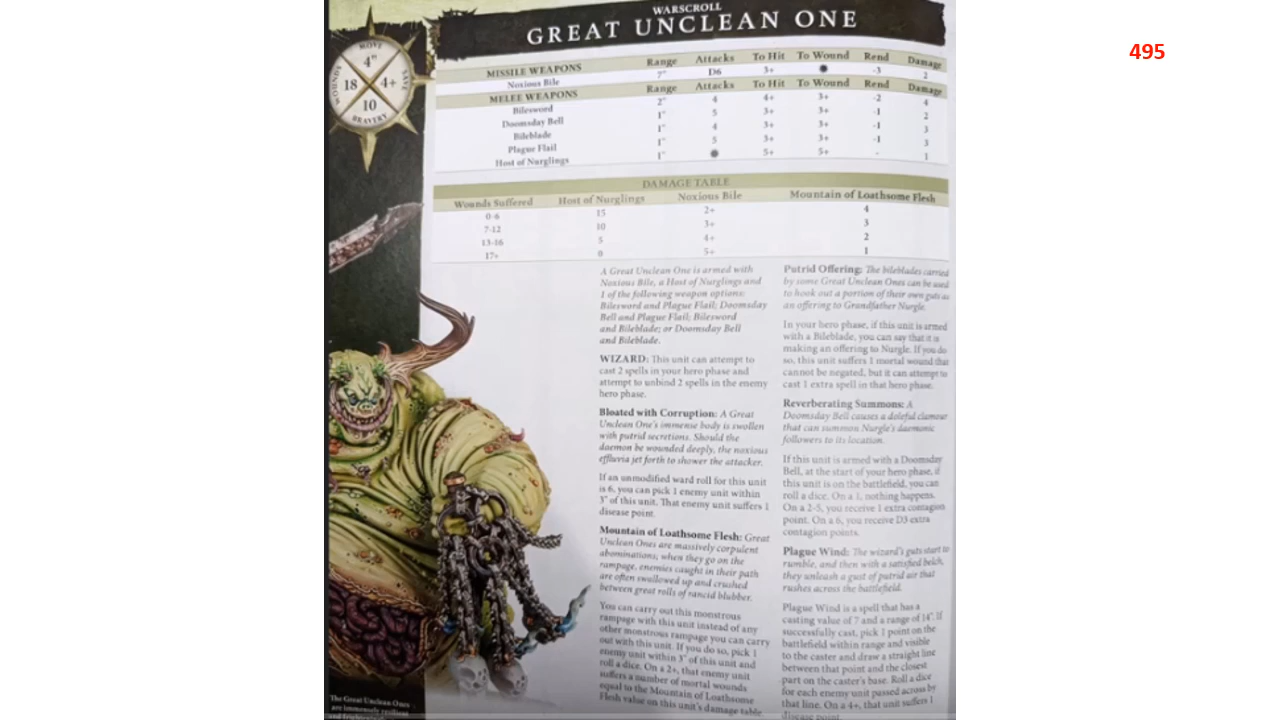 WARSCROLL
GREAT UNCLEAN ONE
495
MOVE
4"
WOUNDS
18
4+
SAVE
10
BRAVERY
MISSILE WEAPONS Range Attacks To Hit To Wound Rend Damage
Noxious Bile 7" D6 3+ ✹ -3 2
MELEE WEAPONS Range Attacks To Hit To Wound Rend Damage
Bilesword 2" 4 4+ 3+ -2 4
Doomsday Bell 1" 5 3+ 3+ -1 2
Bileblade 1" 4 3+ 3+ -1 3
Plague Flail 1" 5 3+ 3+ -1 3
Host of Nurglings 1" ✹ 5+ 5+ - 1
DAMAGE TABLE
Wounds Suffered Host of Nurglings Noxious Bile Mountain of Loathsome Flesh
0-6 15 2+ 4
7-12 10 3+ 3
13-16 5 4+ 2
17+ 0 5+ 1
A Great Unclean One is armed with
Noxious Bile, a Host of Nurglings and
1 of the following weapon options:
Bilesword and Plague Flail; Doomsday
Bell and Plague Flail; Bilesword
and Bileblade; or Doomsday Bell
and Bileblade.
WIZARD: This unit can attempt to
cast 2 spells in your hero phase and
attempt to unbind 2 spells in the enemy
hero phase.
Bloated with Corruption: A Great
Unclean One's immense body is swollen
with putrid secretions. Should the
daemon be wounded deeply, the noxious
effluvia jet forth to shower the attacker.
If an unmodified ward roll for this unit
is 6, you can pick 1 enemy unit within
3" of this unit. That enemy unit suffers 1
disease point.
Mountain of Loathsome Flesh: Great
Unclean Ones are massively corpulent
abominations; when they go on the
rampage, enemies caught in their path
are often swallowed up and crushed
between great rolls of rancid blubber.
You can carry out this monstrous
rampage with this unit instead of any
other monstrous rampage you can carry
out with this unit. If you do so, pick 1
enemy unit within 3" of this unit and
roll a dice. On a 2+, that enemy unit
suffers a number of mortal wounds
equal to the Mountain of Loathsome
Flesh value on this unit's damage table.
Putrid Offering: The bileblades carried
by some Great Unclean Ones can be used
to hook out a portion of their own guts as
an offering to Grandfather Nurgle.
In your hero phase, if this unit is armed
with a Bileblade, you can say that it is
making an offering to Nurgle. If you do
so, this unit suffers 1 mortal wound that
cannot be negated, but it can attempt to
cast 1 extra spell in that hero phase.
Reverberating Summons: A
Doomsday Bell causes a doleful clamour
that can summon Nurgle's daemonic
followers to its location.
If this unit is armed with a Doomsday
Bell, at the start of your hero phase, if
this unit is on the battlefield, you can
roll a dice. On a 1, nothing happens.
On a 2-5, you receive 1 extra contagion
point. On a 6, you receive D3 extra
contagion points.
Plague Wind: The wizard's guts start to
rumble, and then with a satisfied belch,
they unleash a gust of putrid air that
rushes across the battlefield.
Plague Wind is a spell that has a
casting value of 7 and a range of 14". If
successfully cast, pick 1 point on the
battlefield within range and visible
to the caster and draw a straight line
between that point and the closest
part on the caster's base. Roll a dice
for each enemy unit passed across by
that line. On a 4+, that unit suffers 1
disease point.
The Great Unclean Ones
are immensely resilient
and frighteningly